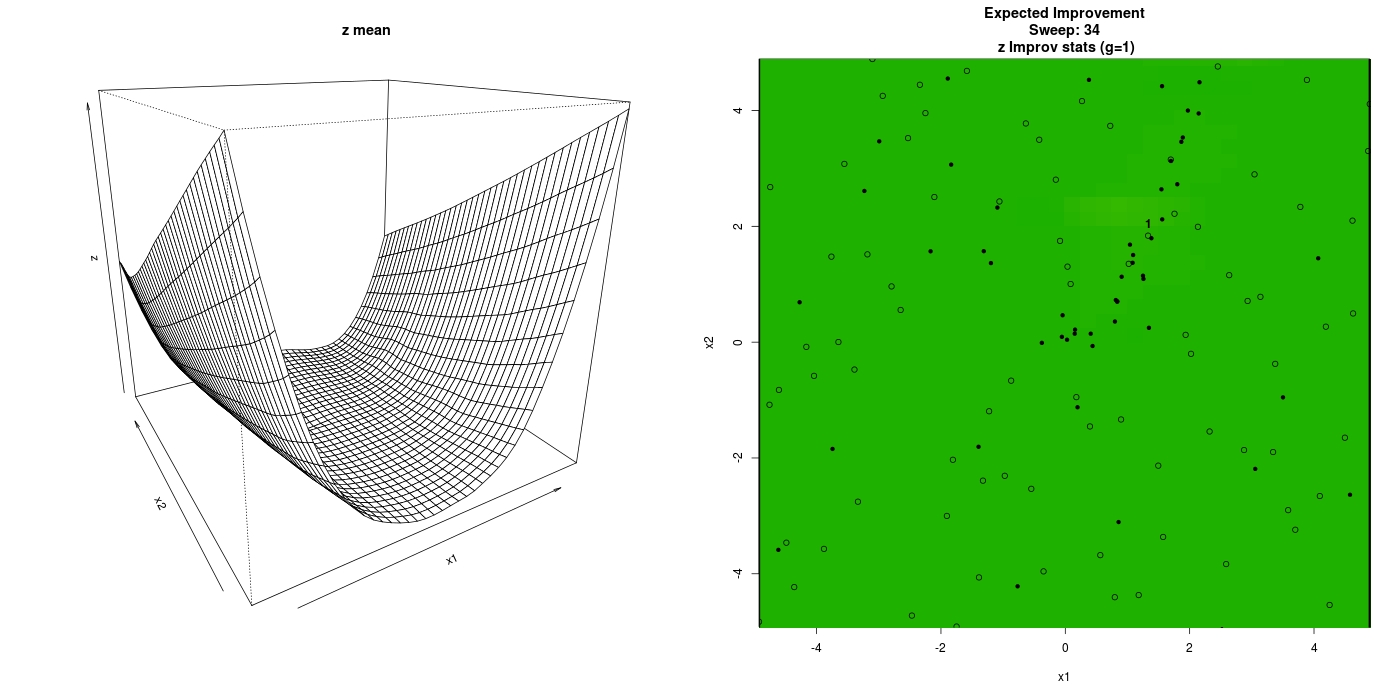 z mean
z
x2
x1
Expected Improvement
Sweep: 34
z Improv stats (g=1)
x2
4
2
0
-2
-4
1
-4
-2
0
2
4
x1